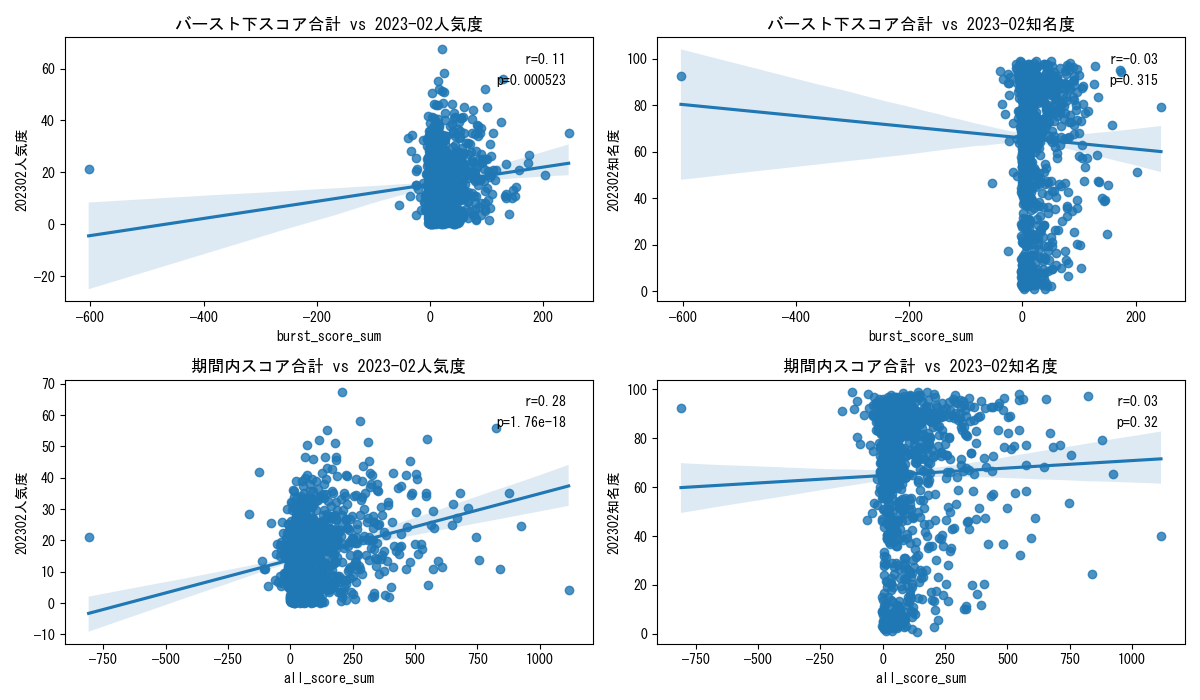 バースト下スコア合計 vs 2023-02人気度
r=0.11
p=0.000523
202302人気度
60
40
20
0
−20
−600
−400
−200
0
200
burst_score_sum
バースト下スコア合計 vs 2023-02知名度
r=−0.03
p=0.315
202302知名度
100
80
60
40
20
0
−600
−400
−200
0
200
burst_score_sum
期間内スコア合計 vs 2023-02人気度
r=0.28
p=1.76e-18
202302人気度
70
60
50
40
30
20
10
0
−10
−750
−500
−250
0
250
500
750
1000
all_score_sum
期間内スコア合計 vs 2023-02知名度
r=0.03
p=0.32
202302知名度
100
80
60
40
20
0
−750
−500
−250
0
250
500
750
1000
all_score_sum